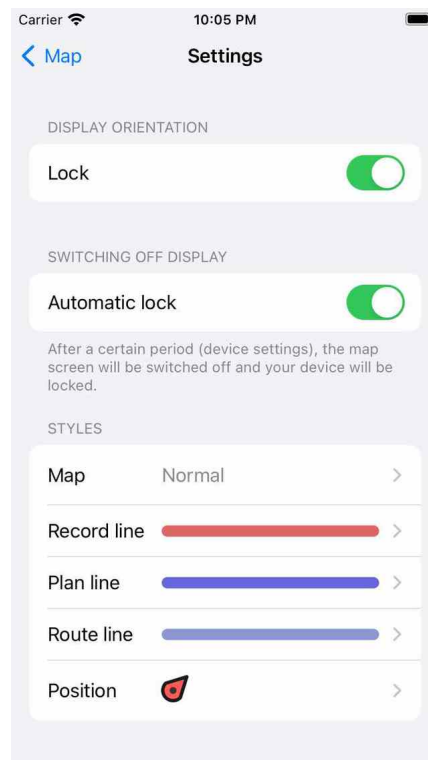 Carrier 10:05 PM
Map Settings
DISPLAY ORIENTATION
Lock
SWITCHING OFF DISPLAY
Automatic lock
After a certain period (device settings), the map
screen will be switched off and your device will be
locked.
STYLES
Map Normal
Record line
Plan line
Route line
Position